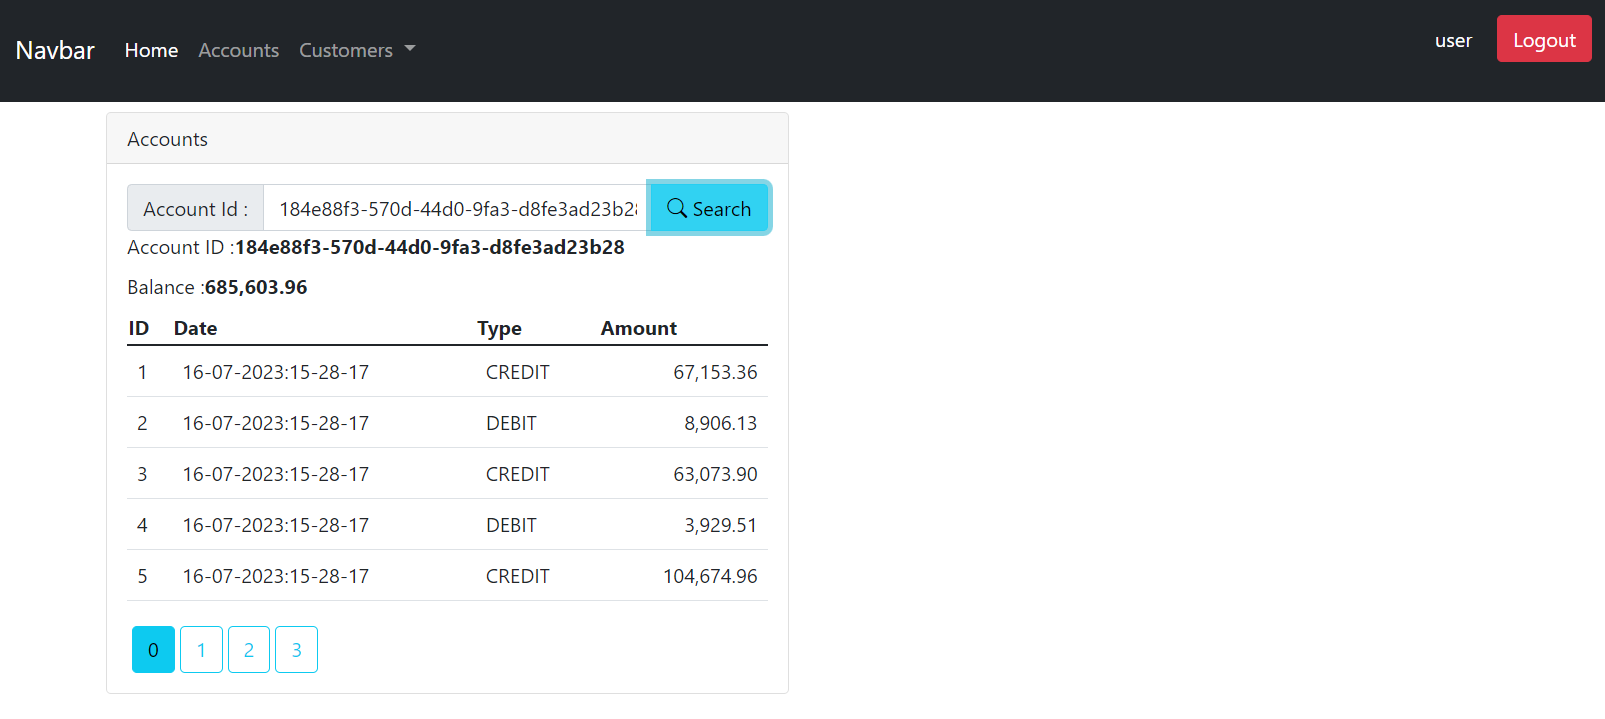 Navbar Home Accounts Customers user Logout
Accounts
Account Id : 184e88f3-570d-44d0-9fa3-d8fe3ad23b28 Search
Account ID :184e88f3-570d-44d0-9fa3-d8fe3ad23b28
Balance :685,603.96
ID Date Type Amount
1 16-07-2023:15-28-17 CREDIT 67,153.36
2 16-07-2023:15-28-17 DEBIT 8,906.13
3 16-07-2023:15-28-17 CREDIT 63,073.90
4 16-07-2023:15-28-17 DEBIT 3,929.51
5 16-07-2023:15-28-17 CREDIT 104,674.96
0 1 2 3